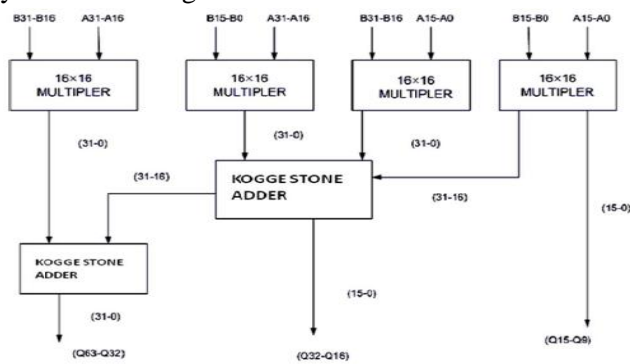 B31-B16 A31-A16 B15-B0 A31-A16 B31-B16 A15-A0 B15-B0 A15-A0
16×16 MULTIPLER
16×16 MULTIPLER
16×16 MULTIPLER
16×16 MULTIPLER
(31-0)
(31-0)
(31-0)
(31-16)
KOGGE STONE
ADDER
(31-16)
(15-0)
KOGGE STONE
ADDER
(31-0)
(15-0)
(Q63-Q32)
(Q32-Q16)
(Q15-Q9)